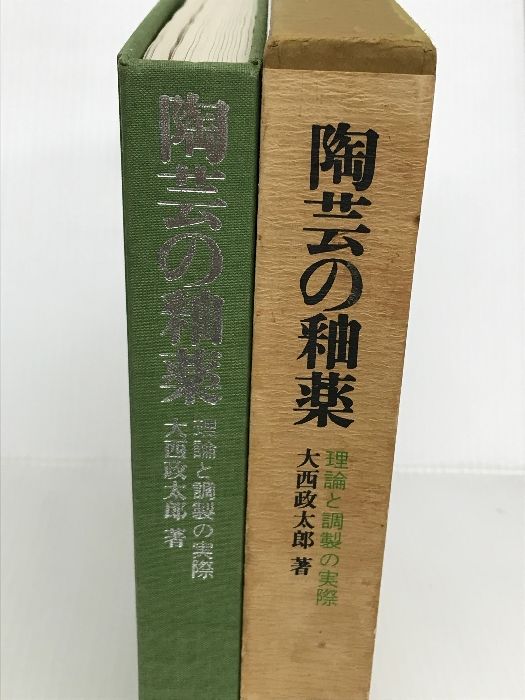 陶芸の釉薬
理論と調製の実際
大西政太郎 著
陶芸の釉薬
理論と調製の実際
大西政太郎 著